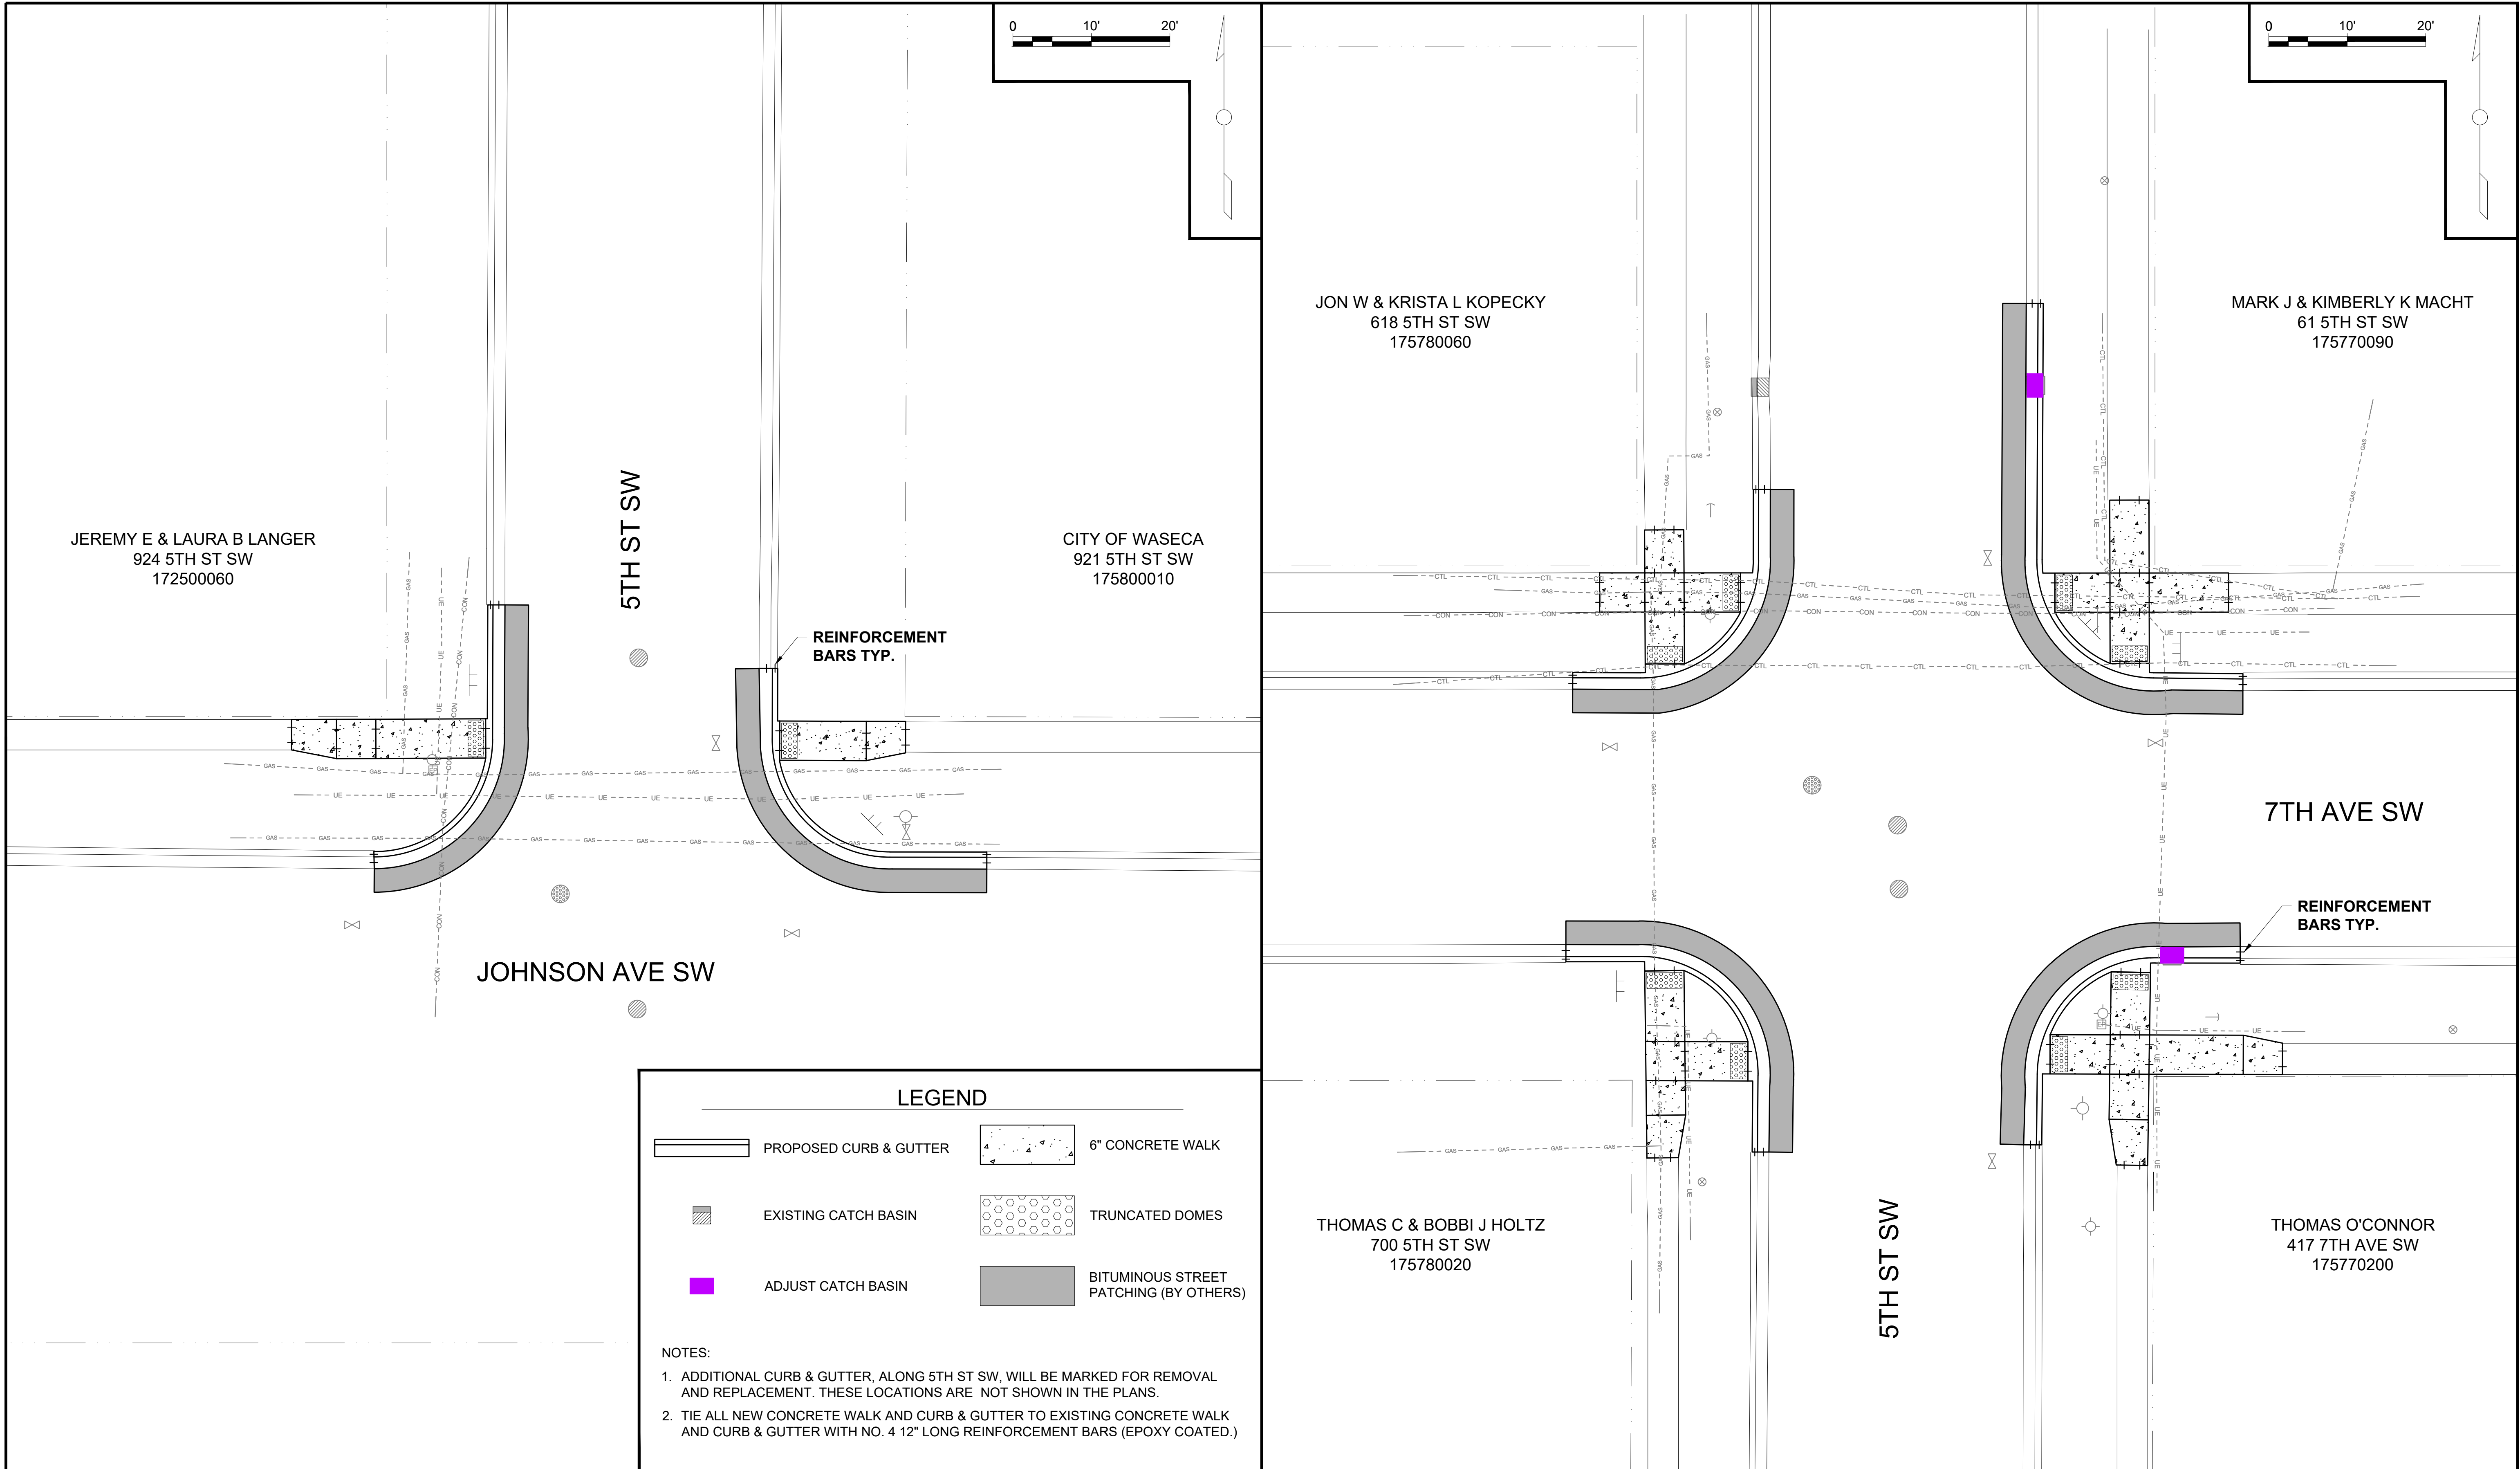 0 10' 20'
JEREMY E & LAURA B LANGER
924 5TH ST SW
172500060
5TH ST SW
CITY OF WASECA
921 5TH ST SW
175800010
REINFORCEMENT
BARS TYP.
JOHNSON AVE SW
LEGEND
PROPOSED CURB & GUTTER
6" CONCRETE WALK
EXISTING CATCH BASIN
TRUNCATED DOMES
ADJUST CATCH BASIN
BITUMINOUS STREET
PATCHING (BY OTHERS)
NOTES:
1. ADDITIONAL CURB & GUTTER, ALONG 5TH ST SW, WILL BE MARKED FOR REMOVAL
AND REPLACEMENT. THESE LOCATIONS ARE NOT SHOWN IN THE PLANS.
2. TIE ALL NEW CONCRETE WALK AND CURB & GUTTER TO EXISTING CONCRETE WALK
AND CURB & GUTTER WITH NO. 4 12" LONG REINFORCEMENT BARS (EPOXY COATED.)
0 10' 20'
JON W & KRISTA L KOPECKY
618 5TH ST SW
175780060
MARK J & KIMBERLY K MACHT
61 5TH ST SW
175770090
7TH AVE SW
REINFORCEMENT
BARS TYP.
THOMAS C & BOBBI J HOLTZ
700 5TH ST SW
175780020
5TH ST SW
THOMAS O'CONNOR
417 7TH AVE SW
175770200
GAS
UE
CON
CTL